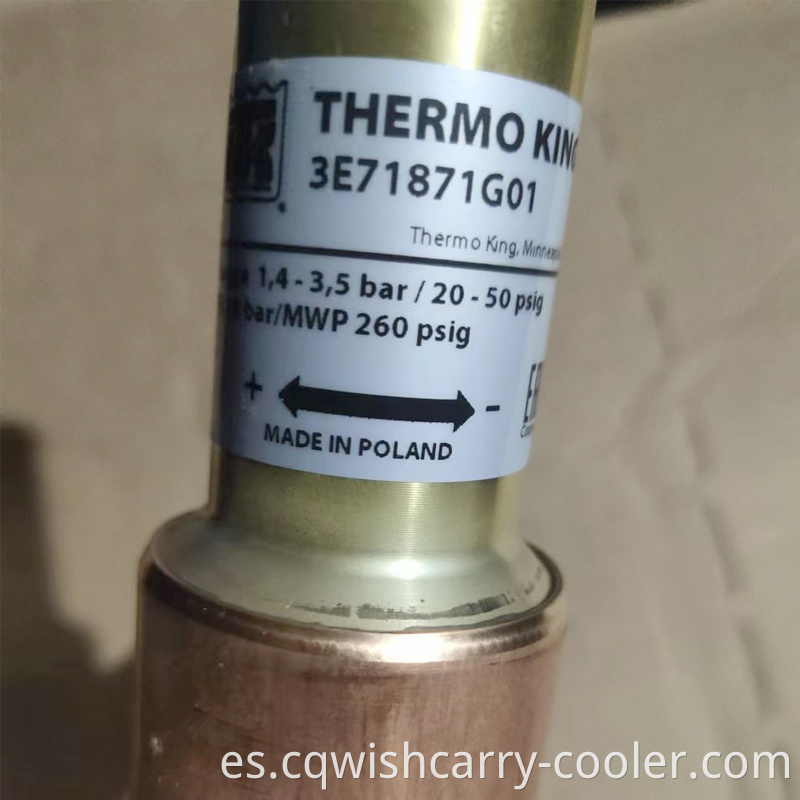 THERMO KING
3E71871G01
Thermo King,
1,4 - 3,5 bar / 20 - 50 psig
bar/MWP 260 psig
+ -
MADE IN POLAND
es.cqwishcarry-cooler.com